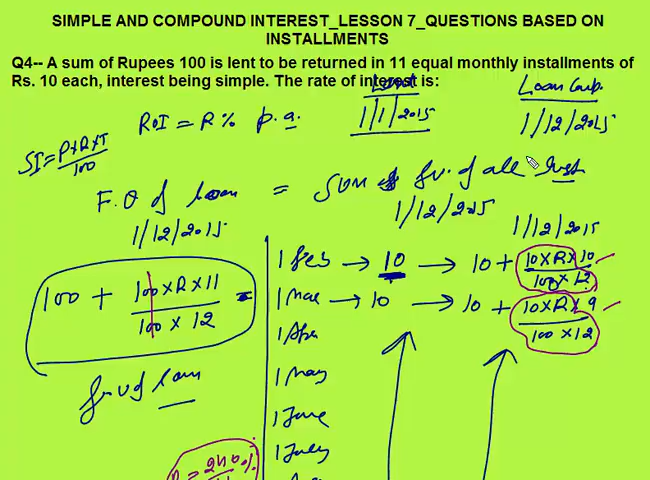 SIMPLE AND COMPOUND INTEREST_LESSON 7_QUESTIONS BASED ON
INSTALLMENTS
Q4-- A sum of Rupees 100 is lent to be returned in 11 equal monthly installments of
Rs. 10 each, interest being simple. The rate of interest is:
Loan
ROI = R% p.a. 1/1/2015 1/12/2015
SI = P×R×T/100
F.V of loan = sum of f.v. of all Inst
1/12/2015 1/12/2015
1/12/2015
1 Feb → 10 → 10 + 10×R×10/100×12
100 + 100×R×11/100×12 =
1 Mar → 10 → 10 + 10×R×9/100×12
1 Apr
f.v of loan
1 May
1 June
1 July